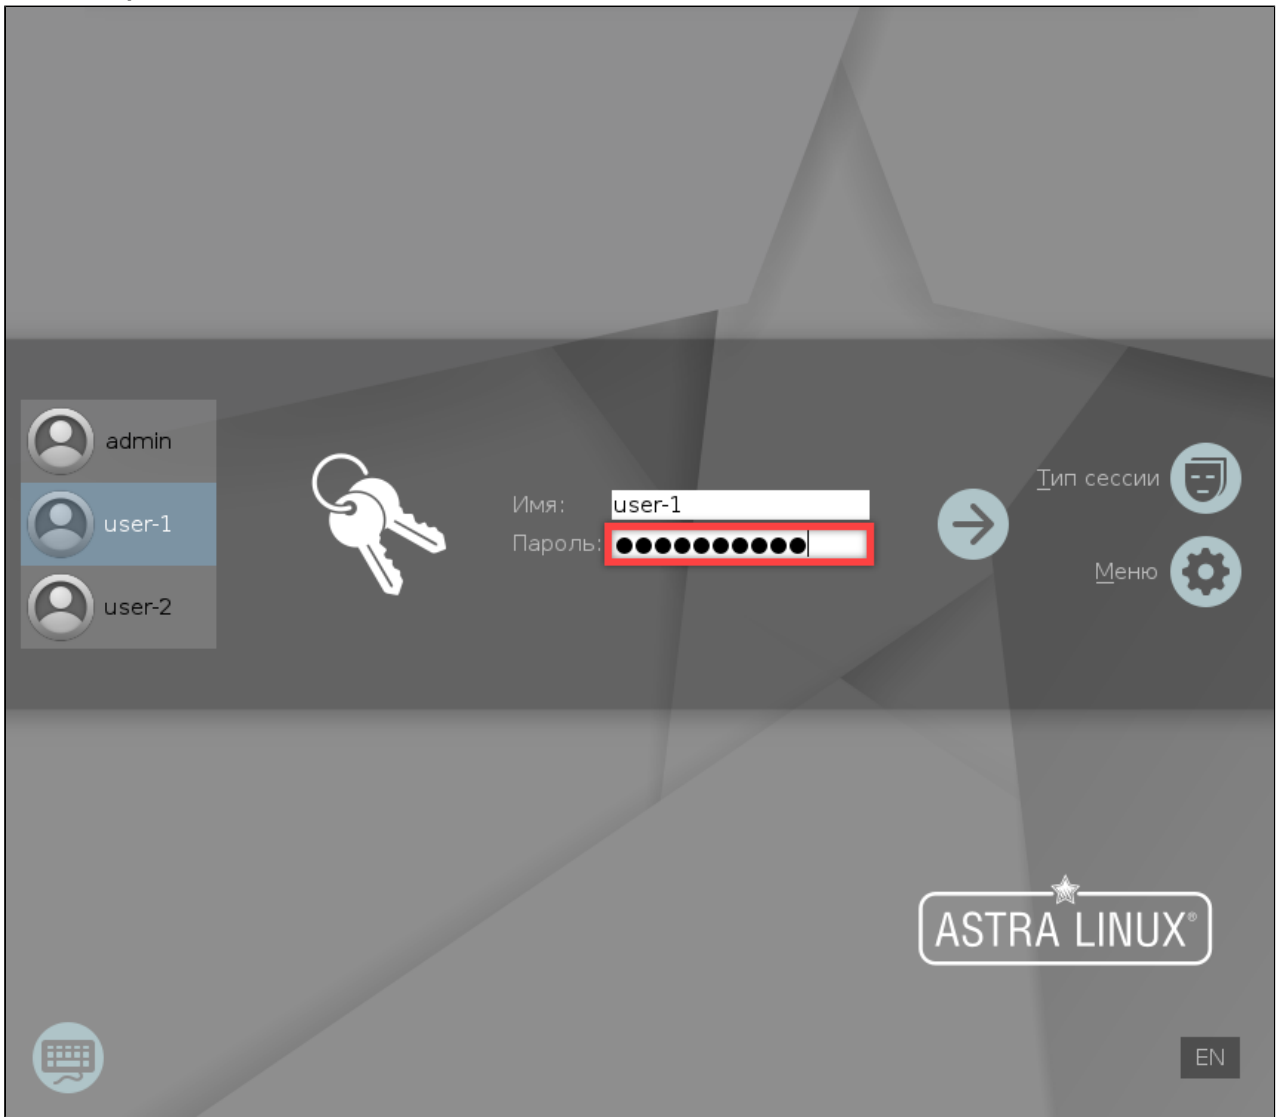 admin
user-1
user-2
Имя: user-1
Пароль: ●●●●●●●●●●
Тип сессии
Меню
ASTRA LINUX®
EN